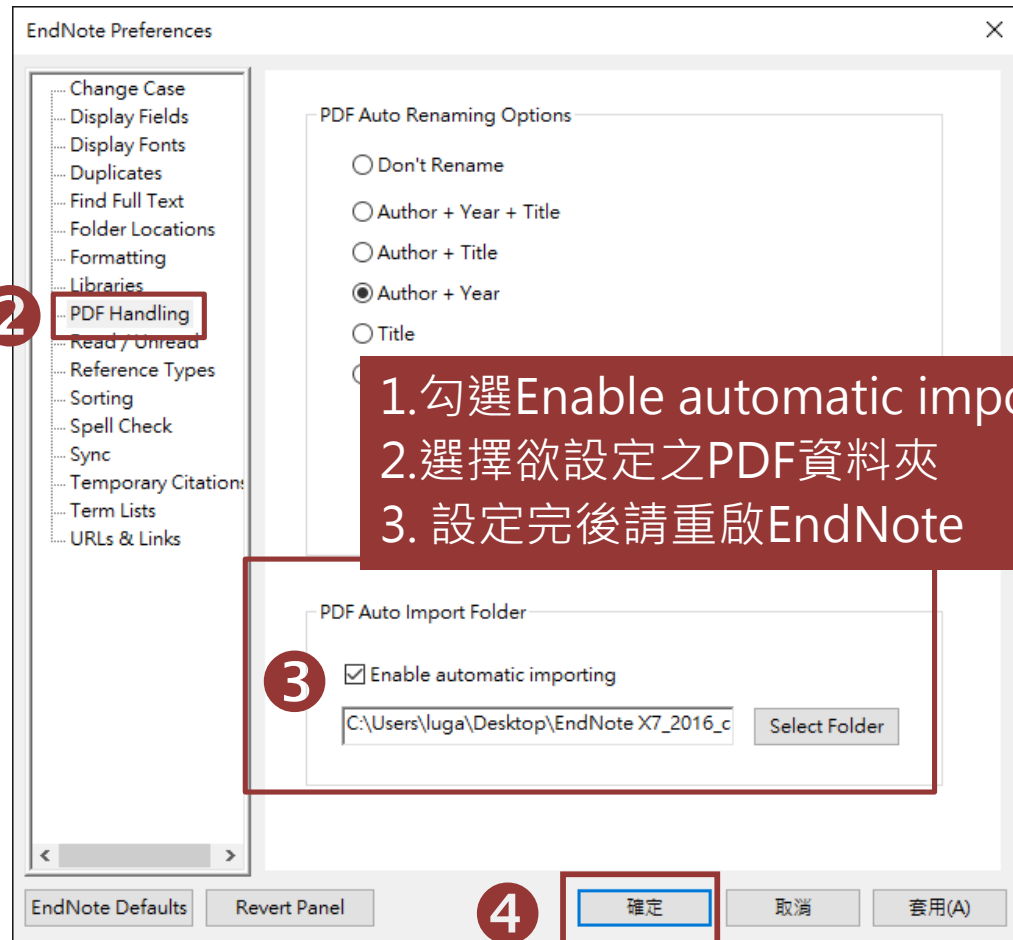 EndNote Preferences
Change Case
Display Fields
Display Fonts
Duplicates
Find Full Text
Folder Locations
Formatting
Libraries
2
PDF Handling
Read / Unread
Reference Types
Sorting
Spell Check
Sync
Temporary Citations
Term Lists
URLs & Links
PDF Auto Renaming Options
Don't Rename
Author + Year + Title
Author + Title
Author + Year
Title
1.勾選Enable automatic
2.選擇欲設定之PDF資料夾
3. 設定完後請重啟EndNote
PDF Auto Import Folder
3
Enable automatic importing
C:\Users\luga\Desktop\EndNote X7_2016_c
Select Folder
EndNote Defaults
Revert Panel
4
確定
取消
套用(A)